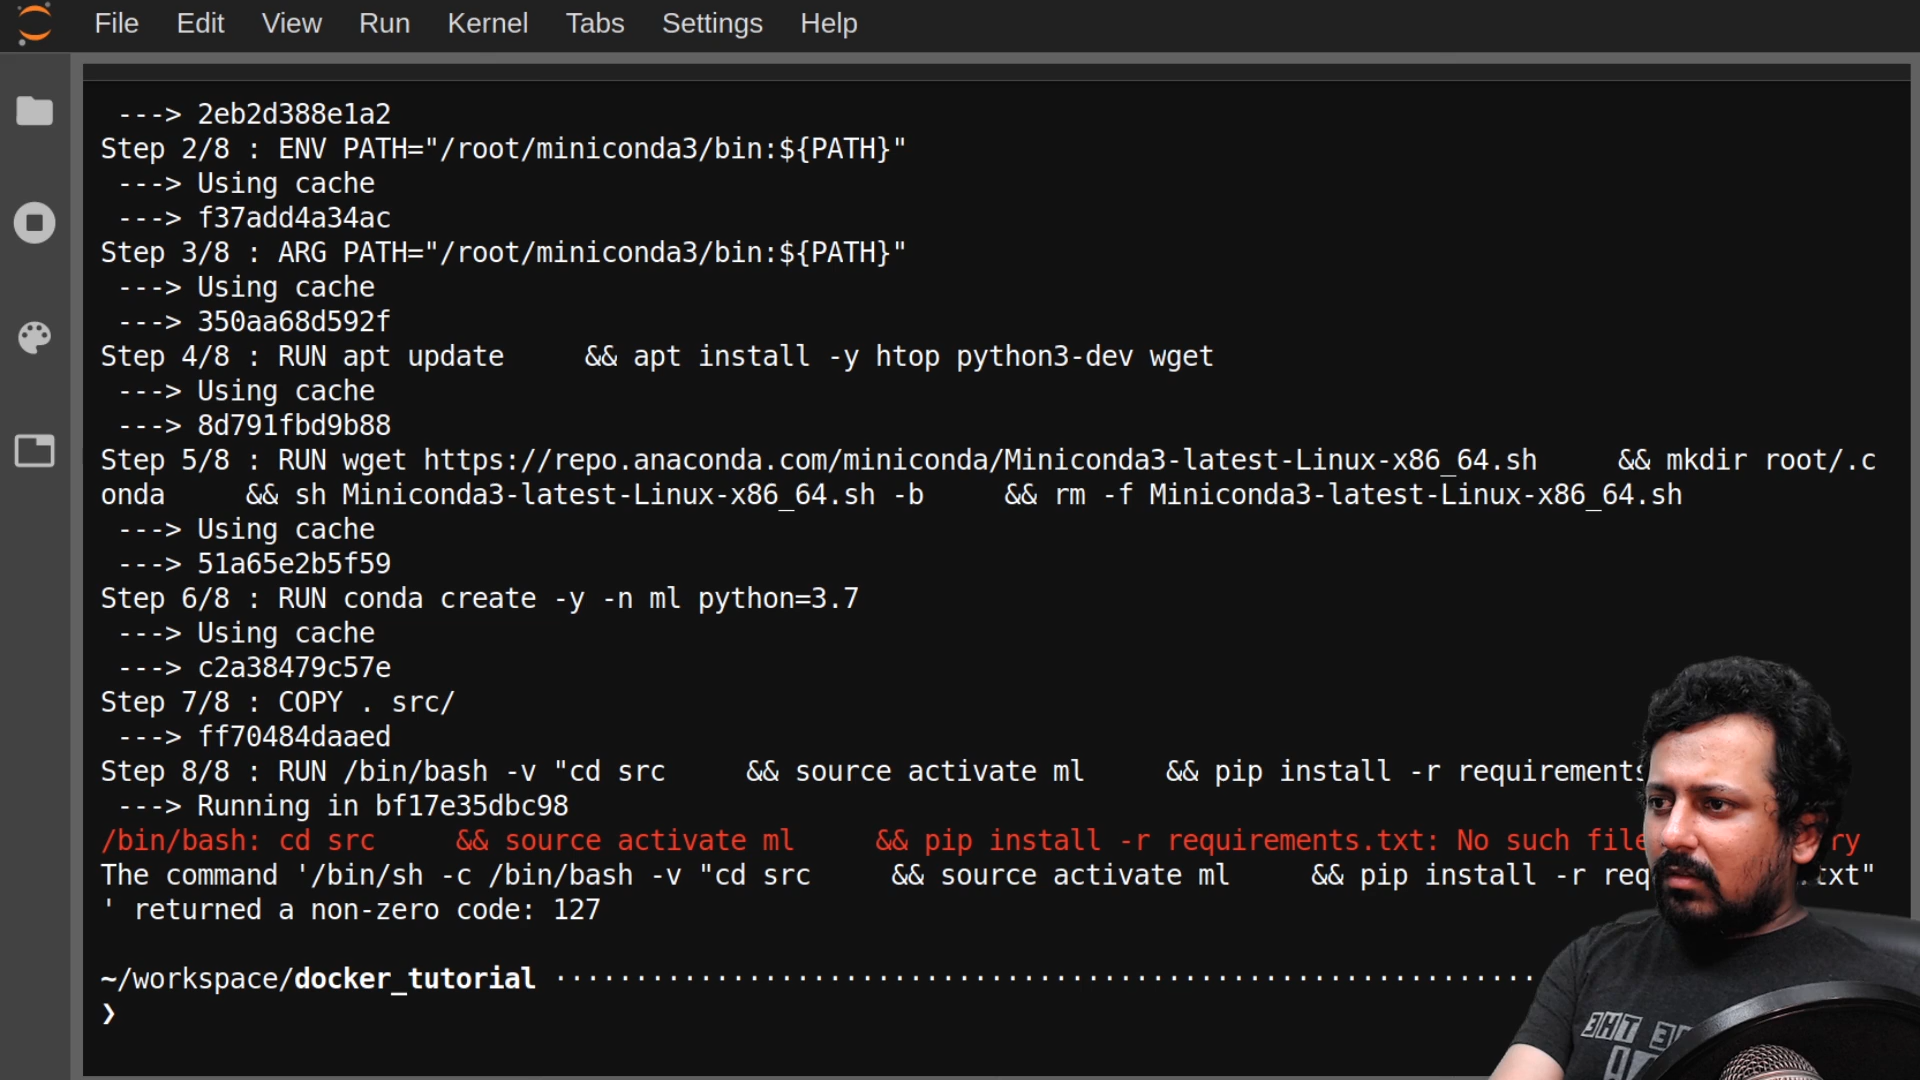 File Edit View Run Kernel Tabs Settings Help
---> 2eb2d388e1a2
Step 2/8 : ENV PATH="/root/miniconda3/bin:${PATH}"
---> Using cache
---> f37add4a34ac
Step 3/8 : ARG PATH="/root/miniconda3/bin:${PATH}"
---> Using cache
---> 350aa68d592f
Step 4/8 : RUN apt update     && apt install -y htop python3-dev wget
---> Using cache
---> 8d791fbd9b88
Step 5/8 : RUN wget https://repo.anaconda.com/miniconda/Miniconda3-latest-Linux-x86_64.sh     && mkdir root/.c
onda     && sh Miniconda3-latest-Linux-x86_64.sh -b     && rm -f Miniconda3-latest-Linux-x86_64.sh
---> Using cache
---> 51a65e2b5f59
Step 6/8 : RUN conda create -y -n ml python=3.7
---> Using cache
---> c2a38479c57e
Step 7/8 : COPY . src/
---> ff70484daaed
Step 8/8 : RUN /bin/bash -v "cd src     && source activate ml     && pip install -r requirements
---> Running in bf17e35dbc98
/bin/bash: cd src     && source activate ml     && pip install -r requirements.txt: No such file ry
The command '/bin/sh -c /bin/bash -v "cd src     && source activate ml     && pip install -r req txt"
' returned a non-zero code: 127
~/workspace/docker_tutorial ·····························································
❯